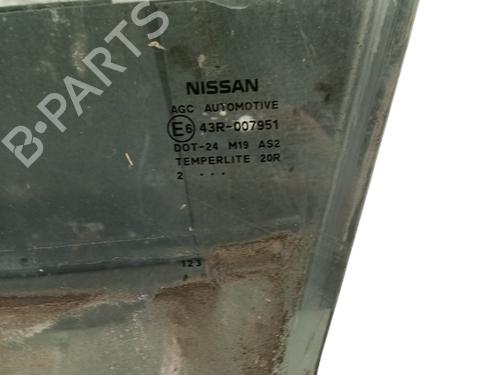 NISSAN
AGC AUTOMOTIVE
E6 43R-007951
DOT-24 M19 AS2
TEMPERLITE 20R
2 ...
123
B-PARTS